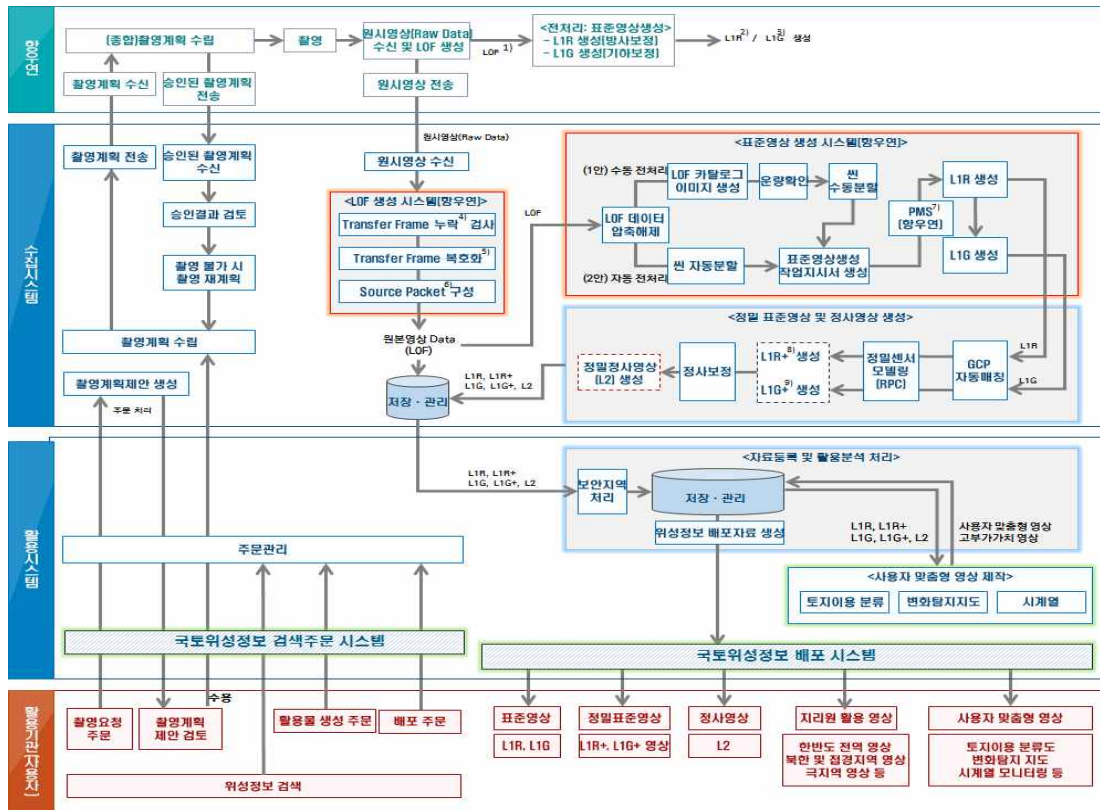 항우연
(종합)촬영계획 수립
촬영
원시영상(Raw Data)
수신 및 LOF 생성
LOF 1)
<전처리: 표준영상생성>
- L1R 생성(방사보정)
- L1G 생성(기하보정)
L1R 2) / L1G 3) 생성
촬영계획 수신
승인된 촬영계획
전송
원시영상 전송
수집시스템
원시영상(Raw Data)
촬영계획 전송
승인된 촬영계획
수신
원시영상 수신
승인결과 검토
촬영 불가 시
촬영 재계획
촬영계획 수립
촬영계획제안 생성
주문 처리
<LOF 생성 시스템(항우연)>
Transfer Frame 누락 4) 검사
Transfer Frame 복호화 5)
Source Packet 6) 구성
원본영상 Data
(LOF)
LOF
<표준영상 생성 시스템(항우연)>
(1안) 수동 전처리
LOF 카탈로그
이미지 생성
운량확인
씬
수동분할
L1R 생성
LOF 데이터
압축해제
PMS 7)
(항우연)
씬 자동분할
표준영상생성
작업지시서 생성
L1G 생성
(2안) 자동 전처리
<정밀 표준영상 및 정사영상 생성>
L1R
L1G
GCP
자동매칭
정밀센서
모델링
(RPC)
L1R+ 8) 생성
L1G+ 9) 생성
정사보정
정밀정사영상
(L2) 생성
L1R, L1R+
L1G, L1G+, L2
저장·관리
활용시스템
L1R, L1R+
L1G, L1G+, L2
<자료등록 및 활용분석 처리>
보안지역
처리
저장·관리
위성정보 배포자료 생성
L1R, L1R+
L1G, L1G+, L2
사용자 맞춤형 영상
고부가가치 영상
<사용자 맞춤형 영상 제작>
토지이용 분류
변화탐지지도
시계열
주문관리
국토위성정보 검색주문 시스템
국토위성정보 배포 시스템
활용기관(사용자)
수용
촬영요청
주문
촬영계획
제안 검토
활용물 생성 주문
배포 주문
위성정보 검색
표준영상
L1R, L1G
정밀표준영상
L1R+, L1G+ 영상
정사영상
L2
지리원 활용 영상
한반도 전역 영상
북한 및 접경지역 영상
극지역 영상 등
사용자 맞춤형 영상
토지이용 분류도
변화탐지 지도
시계열 모니터링 등